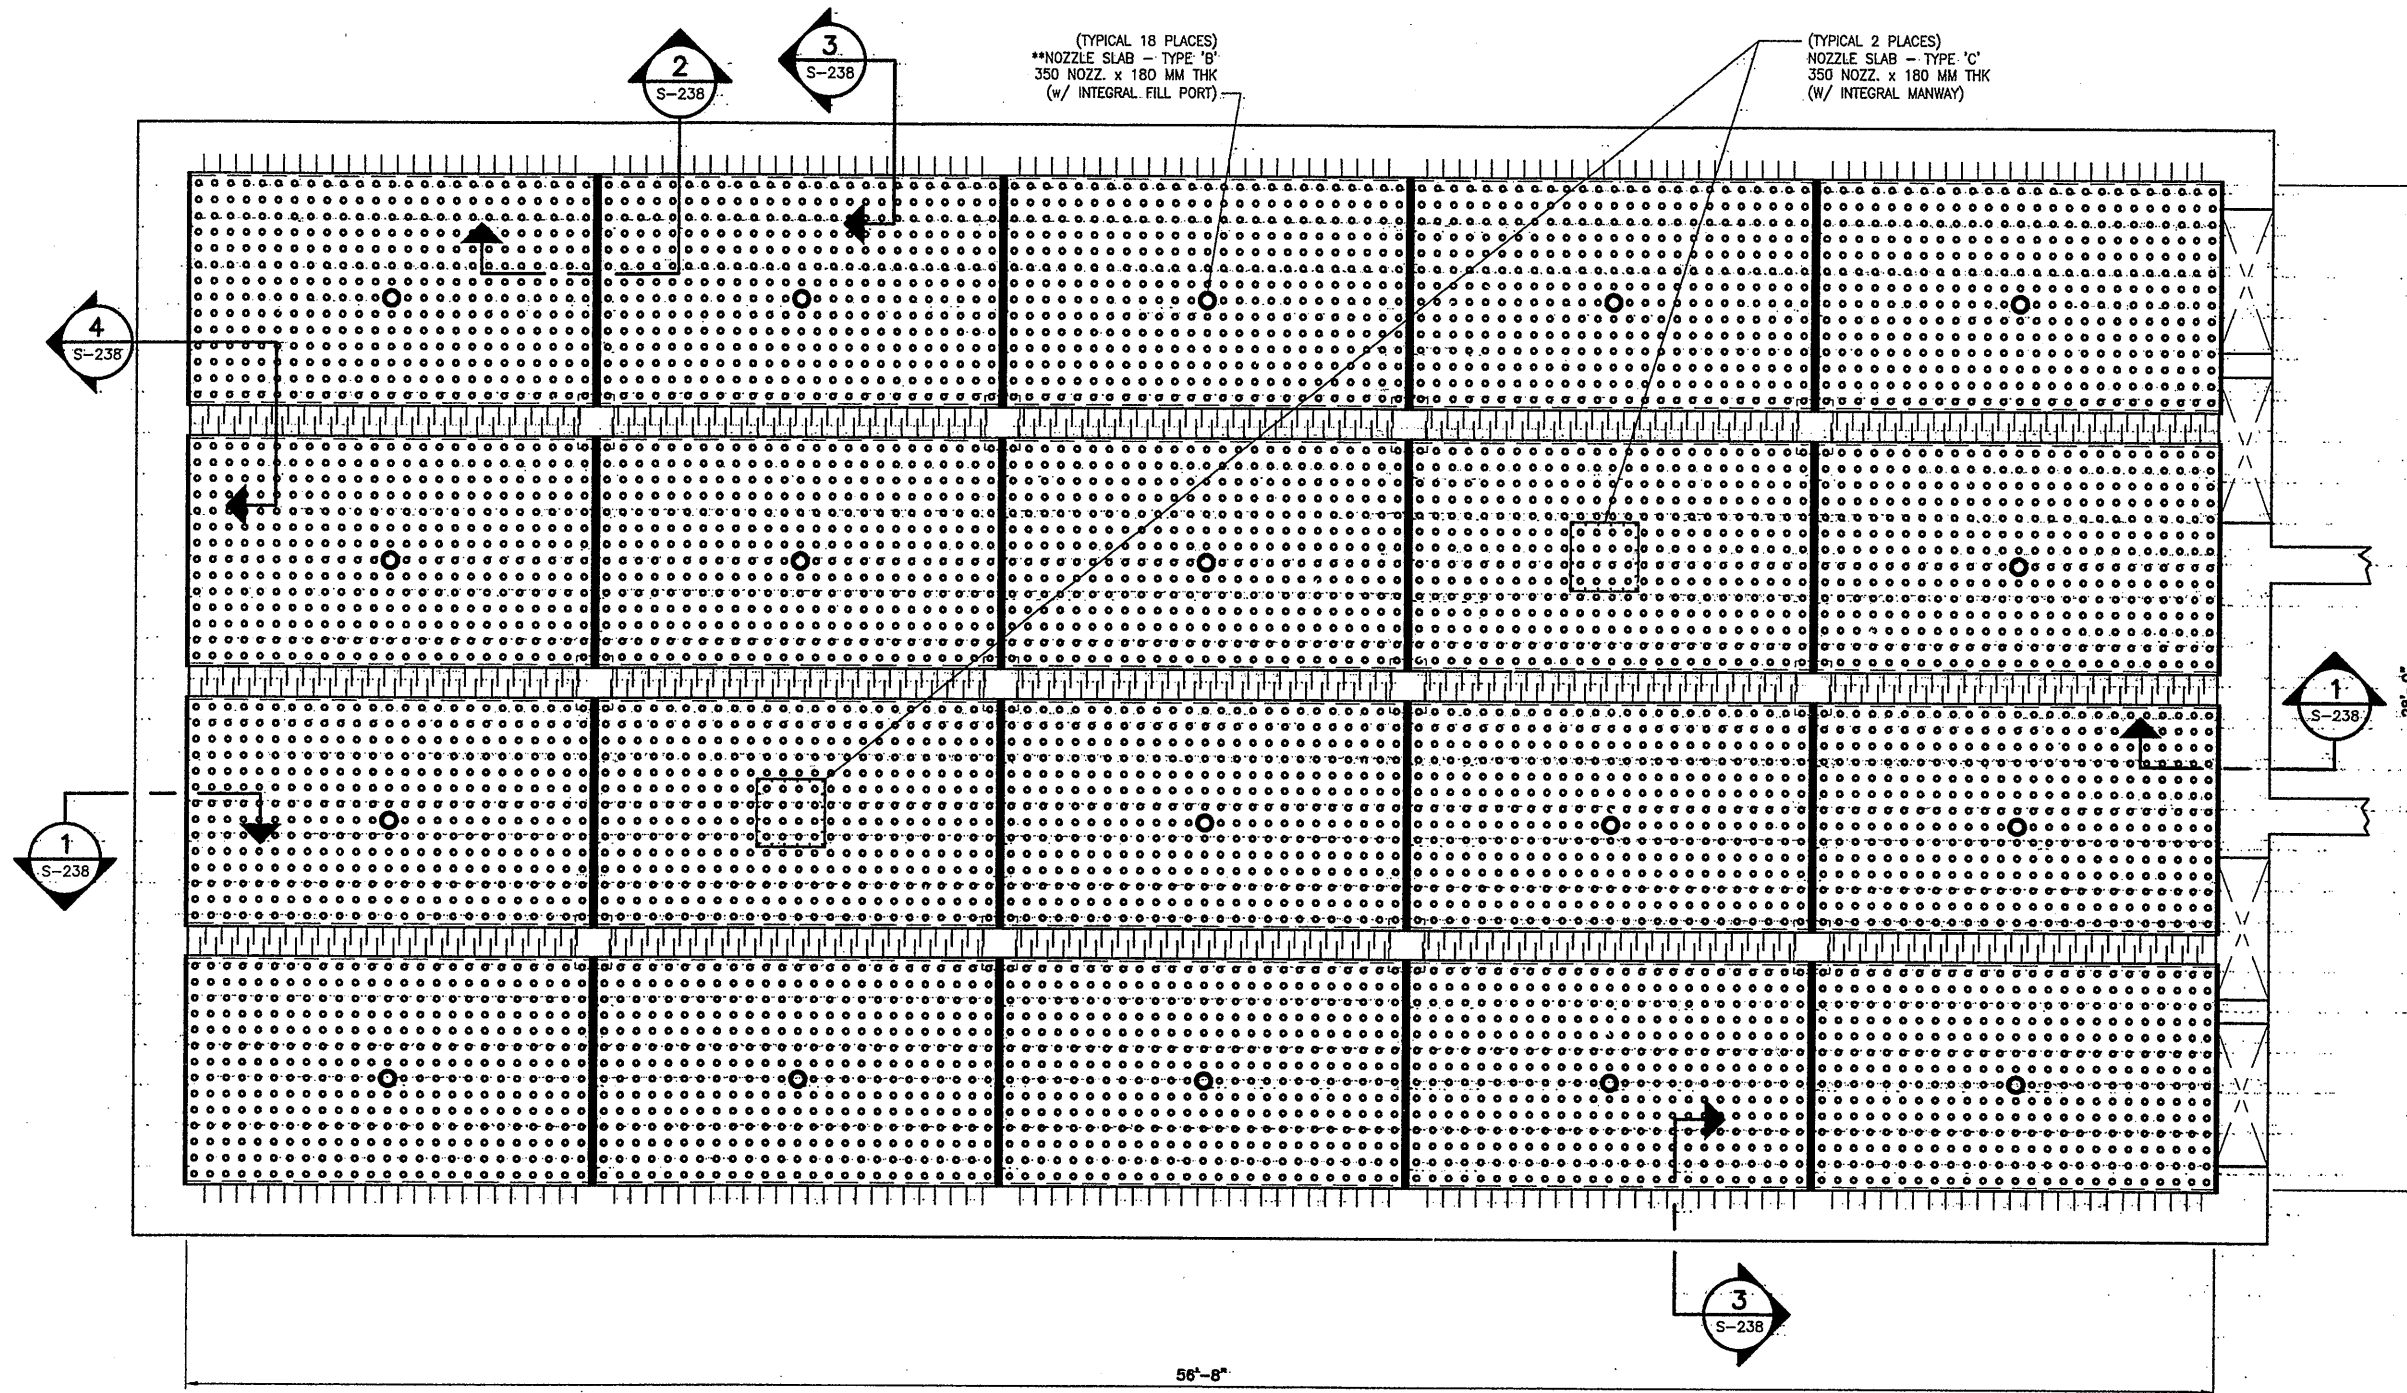 3
S-238
2
S-238
(TYPICAL 18 PLACES)
**NOZZLE SLAB - TYPE 'B'
350 NOZZ. x 180 MM THK
(w/ INTEGRAL FILL PORT)
(TYPICAL 2 PLACES)
NOZZLE SLAB - TYPE 'C'
350 NOZZ. x 180 MM THK
(W/ INTEGRAL MANWAY)
4
S-238
1
S-238
1
S-238
3
S-238
56'-8"